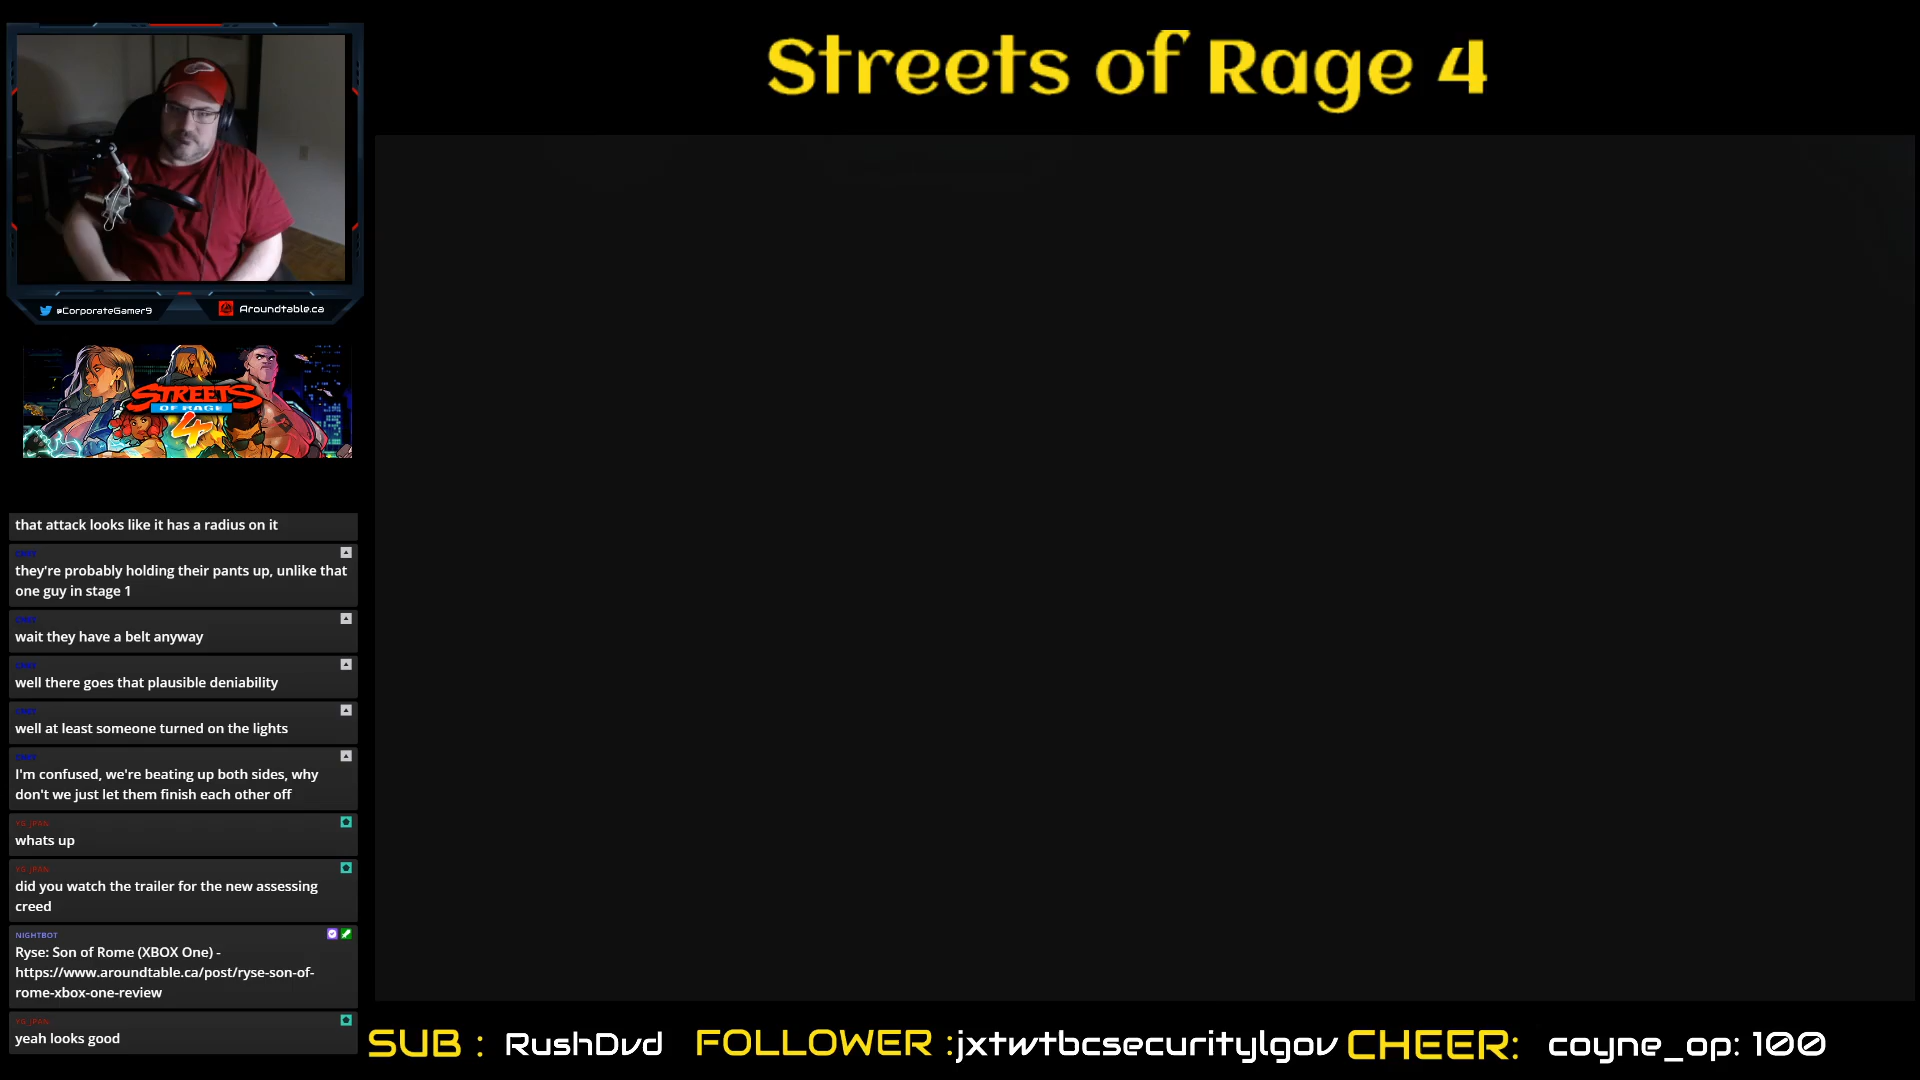 Streets of Rage 4
@CorporateGamer9
Aroundtable.ca
STREETS
OF RAGE
4
that attack looks like it has a radius on it
they're probably holding their pants up, unlike that
one guy in stage 1
wait they have a belt anyway
well there goes that plausible deniability
well at least someone turned on the lights
I'm confused, we're beating up both sides, why
don't we just let them finish each other off
YG_JPAN
whats up
YG_JPAN
did you watch the trailer for the new assessing
creed
NIGHTBOT
Ryse: Son of Rome (XBOX One) -
https://www.aroundtable.ca/post/ryse-son-of-
rome-xbox-one-review
YG_JPAN
yeah looks good
SUB : RushDvd FOLLOWER :jxtwtbcsecuritylgov CHEER: coyne_op: 100